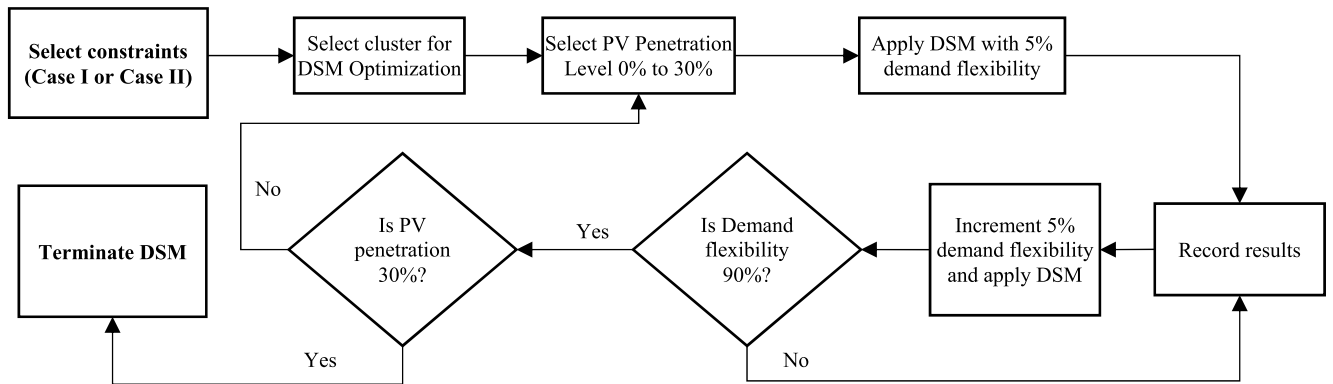 Select constraints
(Case I or Case II)
Select cluster for
DSM Optimization
Select PV Penetration
Level 0% to 30%
Apply DSM with 5%
demand flexibility
No
Terminate DSM
Is PV
penetration
30%?
Yes
Is Demand
flexibility
90%?
Increment 5%
demand flexibility
and apply DSM
Record results
Yes
No